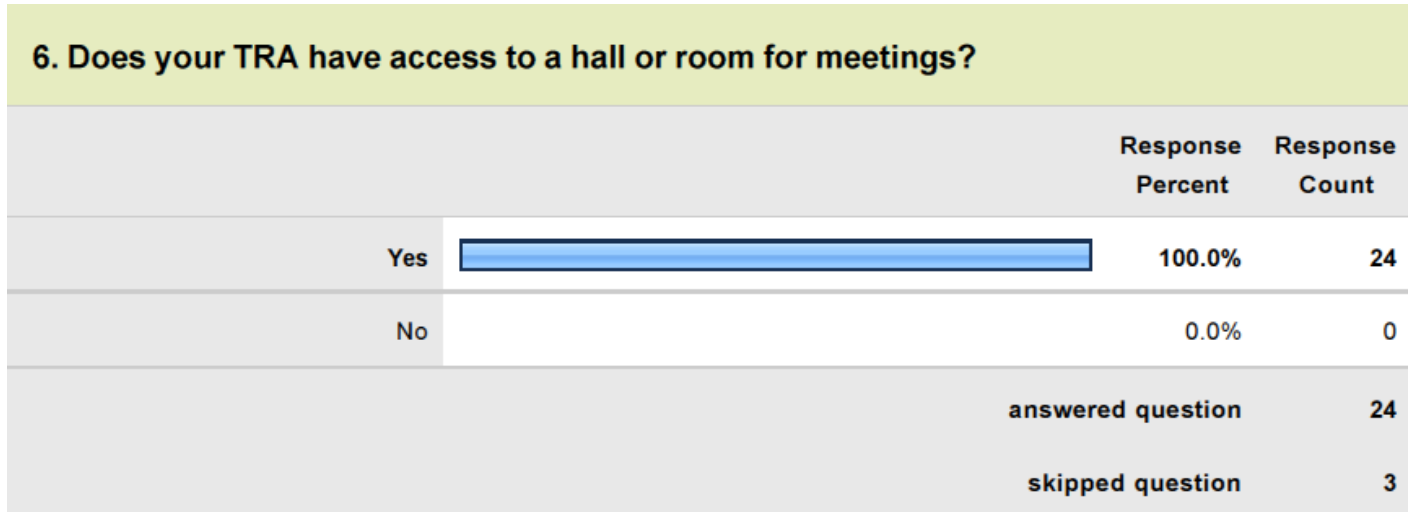 6. Does your TRA have access to a hall or room for meetings?
Response Response
Percent Count
Yes 100.0% 24
No 0.0% 0
answered question 24
skipped question 3